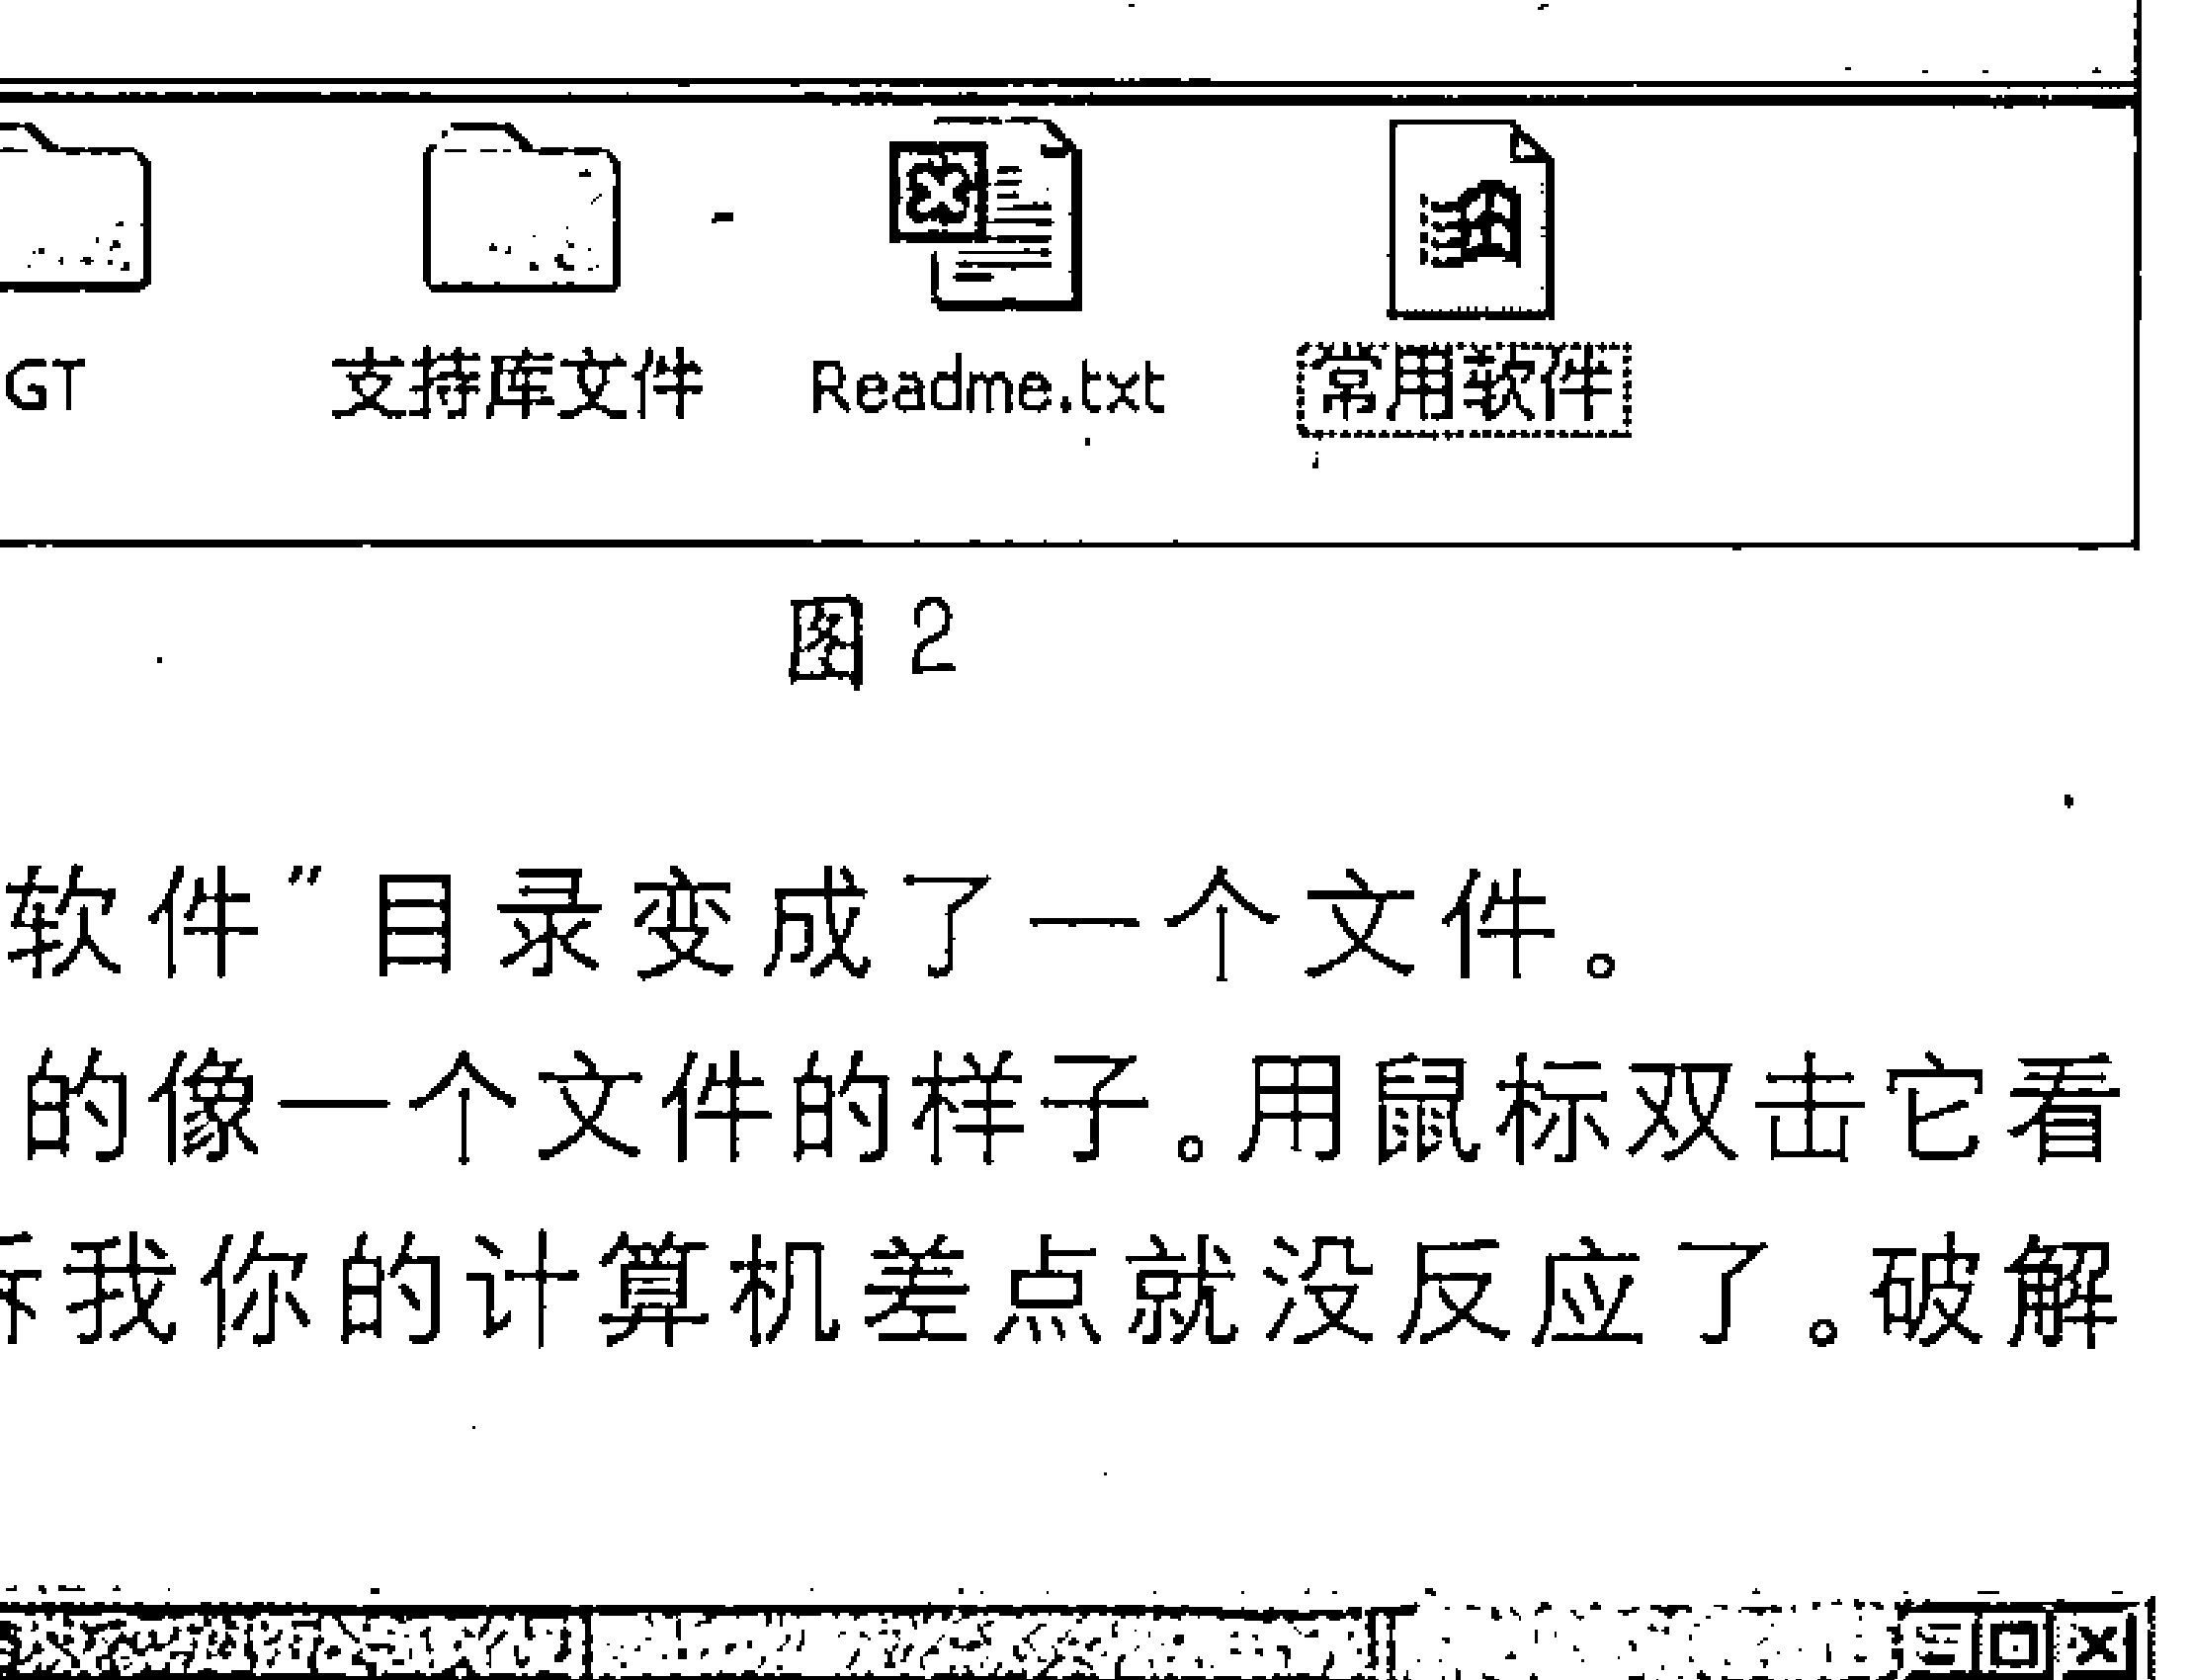 GT 支持库文件 Readme.txt 常用软件
图 2
软件”目录变成了一个文件。
的像一个文件的样子。用鼠标双击它看
诉我你的计算机差点就没反应了。破解